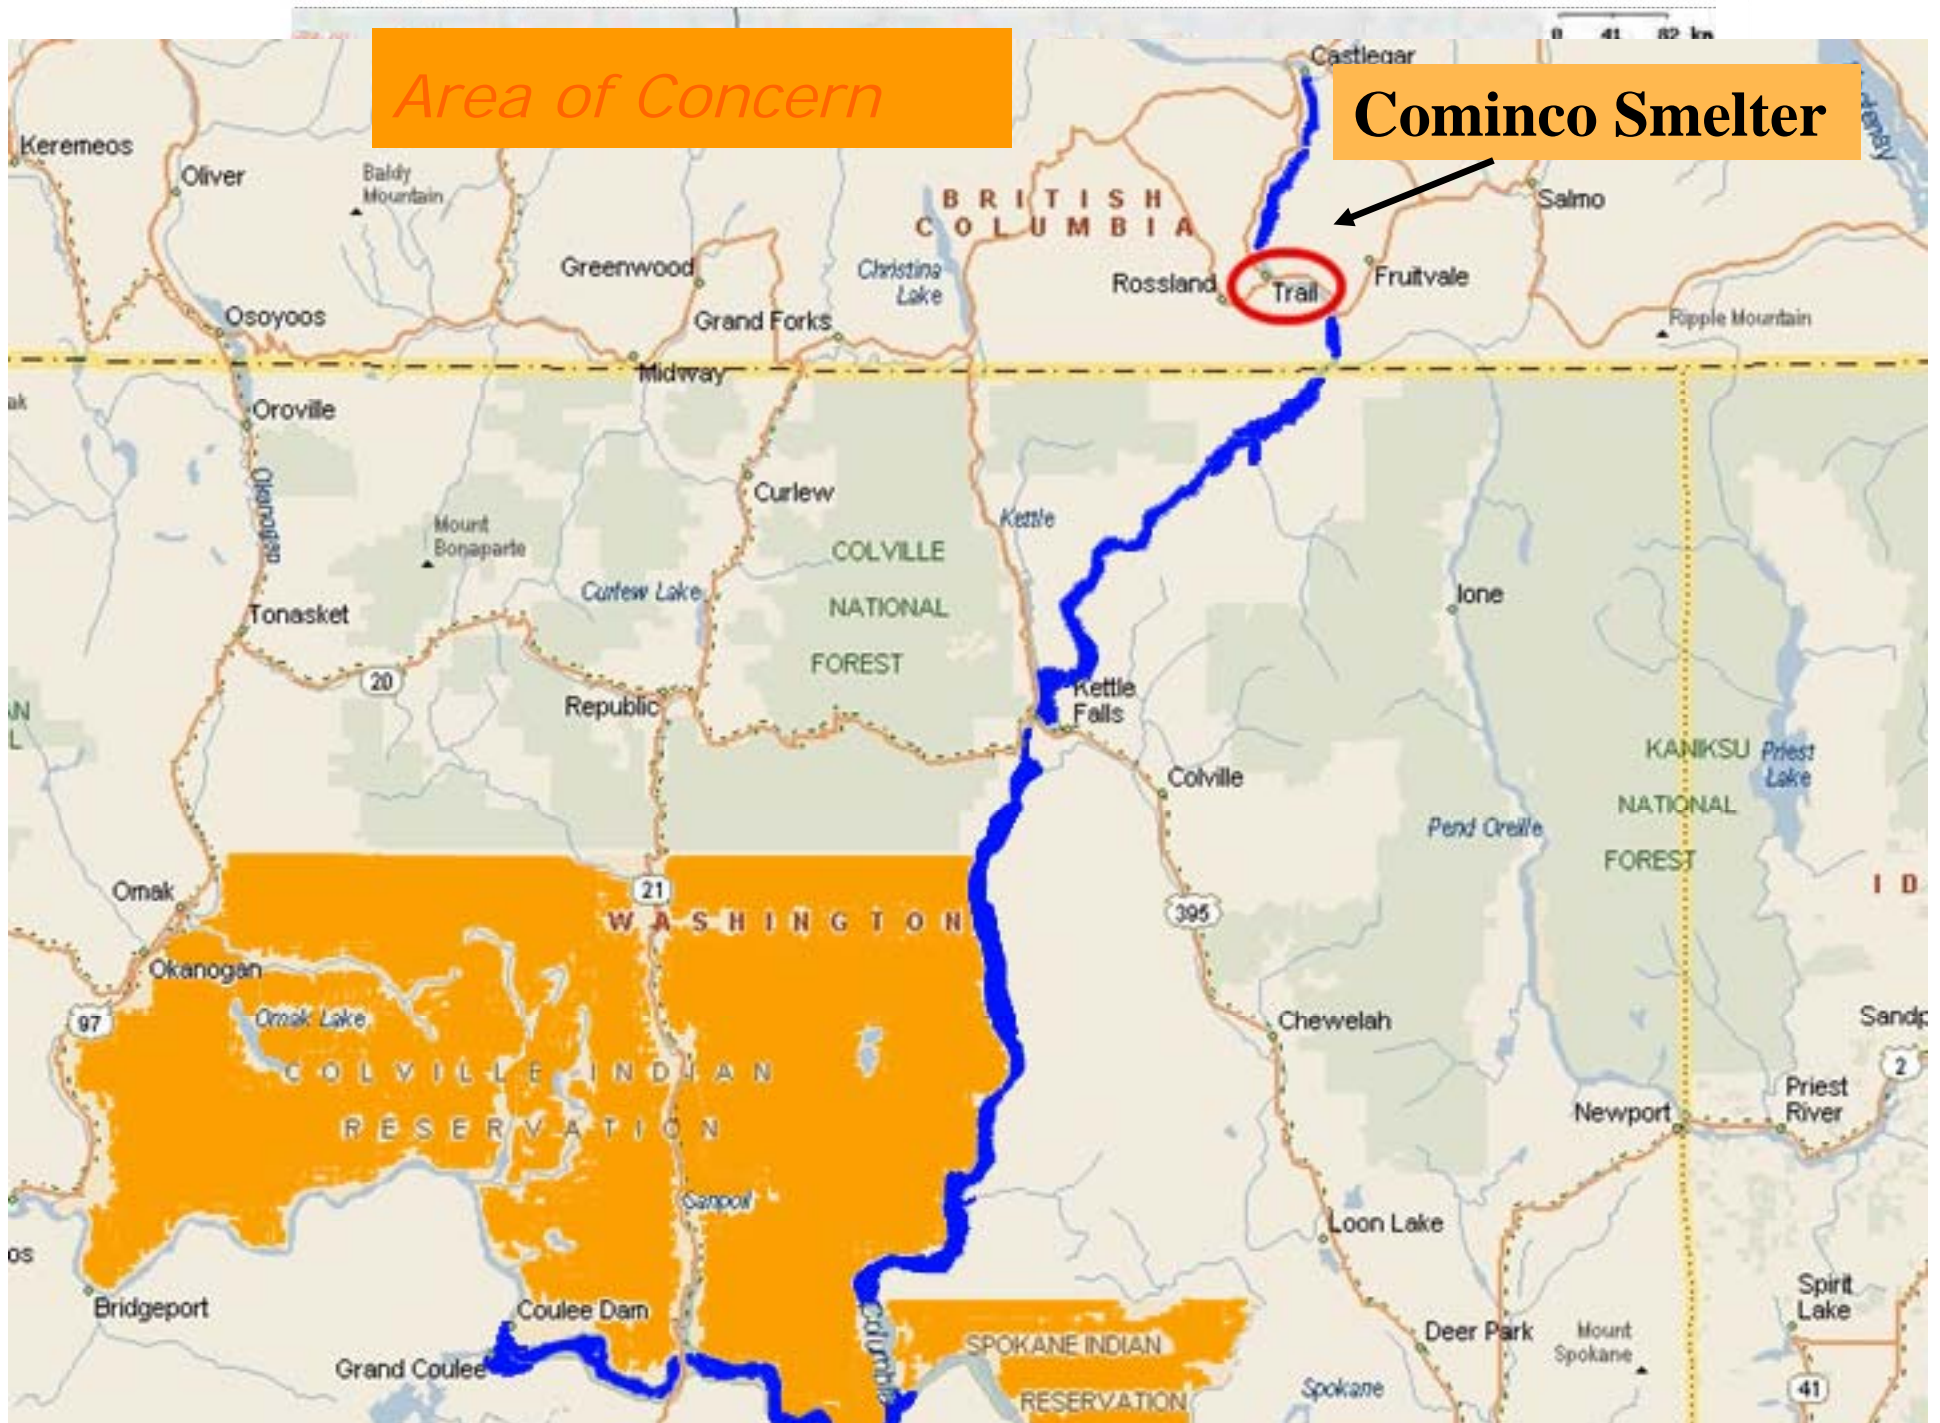 0 41 82 km
Area of Concern
Castlegar
Cominco Smelter
Keremeos
Oliver
Baldy
Mountain
BRITISH
COLUMBIA
Salmo
Greenwood
Christina
Lake
Rossland
Trail
Fruitvale
Osoyoos
Grand Forks
Ripple Mountain
Midway
Oroville
Okanogan
Curlew
Kettle
Mount
Bonaparte
COLVILLE
NATIONAL
FOREST
Curlew Lake
Ione
Tonasket
20
Republic
Kettle
Falls
Colville
KANIKSU
NATIONAL
FOREST
Priest
Lake
Pend Oreille
Omak
21
WASHINGTON
395
I D
Okanogan
97
Omak Lake
Chewelah
Sandp
2
COLVILLE INDIAN
RESERVATION
Priest
River
Newport
Sanpoil
Loon Lake
Bridgeport
Coulee Dam
Columbia
Spirit
Lake
Grand Coulee
SPOKANE INDIAN
RESERVATION
Deer Park
Mount
Spokane
Spokane
41